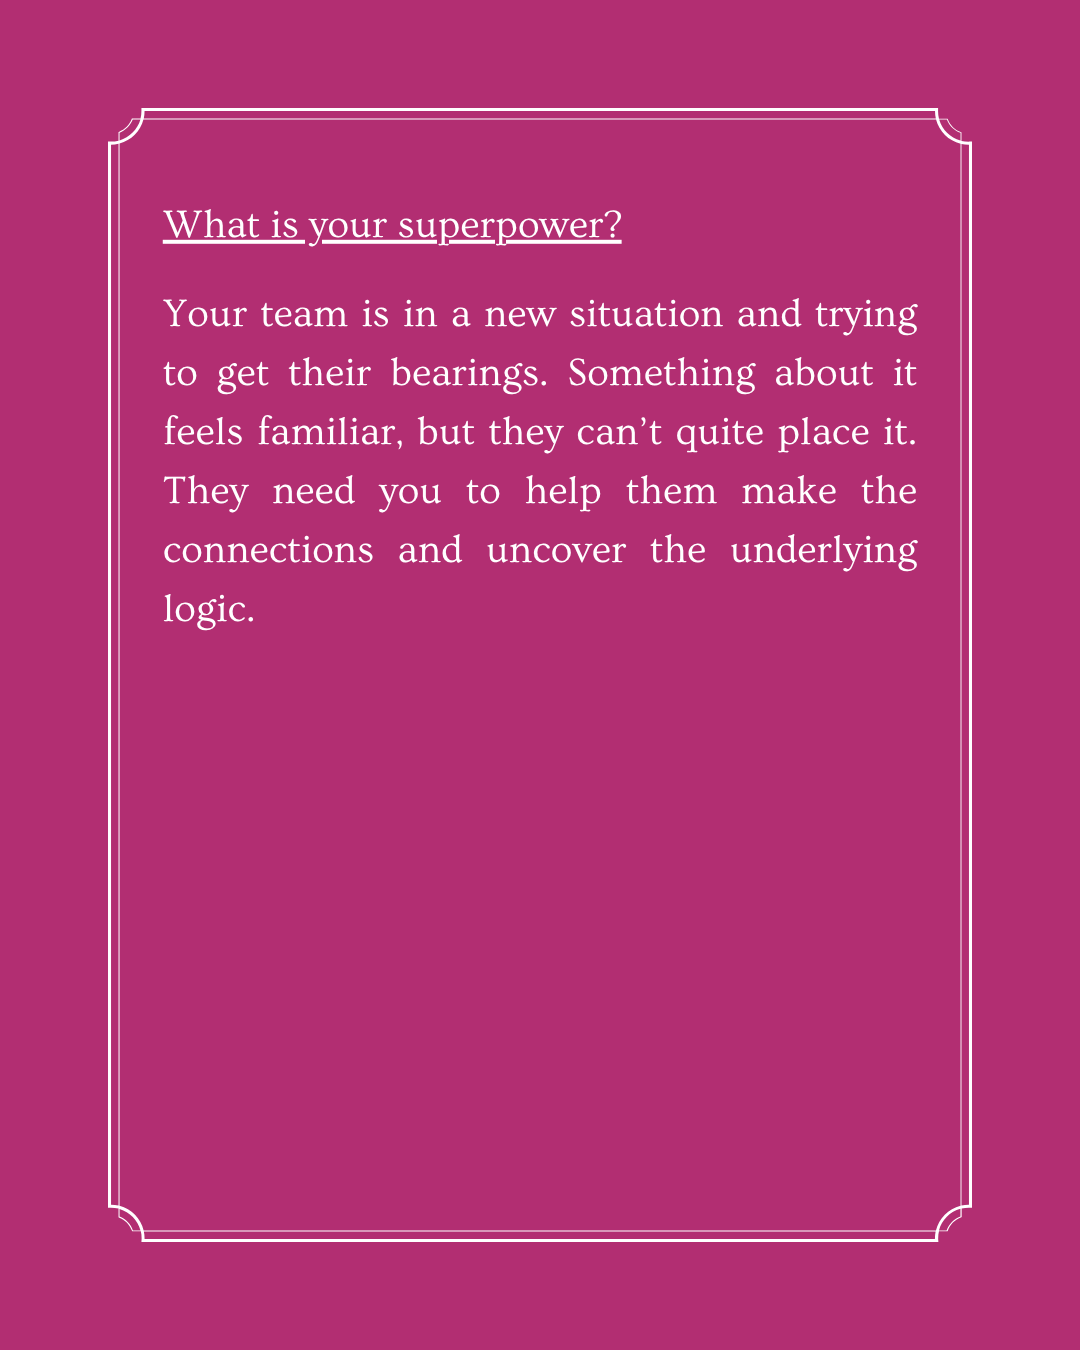 What is your superpower?
Your team is in a new situation and trying
to get their bearings. Something about it
feels familiar, but they can’t quite place it.
They need you to help them make the
connections and uncover the underlying
logic.